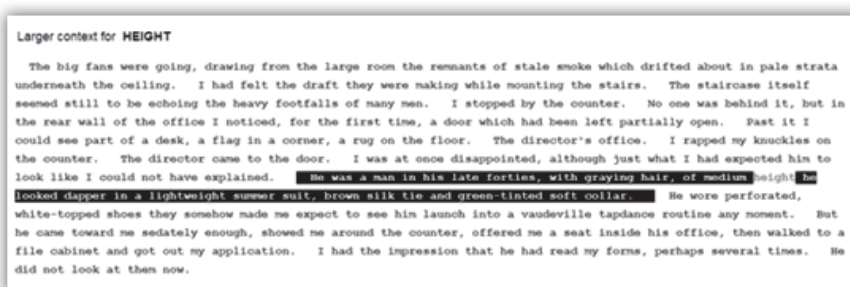 Larger context for HEIGHT
The big fans were going, drawing from the large room the remnants of stale smoke which drifted about in pale strata
underneath the ceiling. I had felt the draft they were making while mounting the stairs. The staircase itself
seemed still to be echoing the heavy footfalls of many men. I stopped by the counter. No one was behind it, but in
the rear wall of the office I noticed, for the first time, a door which had been left partially open. Past it I
could see part of a desk, a flag in a corner, a rug on the floor. The director's office. I rapped my knuckles on
the counter. The director came to the door. I was at once disappointed, although just what I had expected him to
look like I could not have explained. He was a man in his late forties, with graying hair, of medium height he
looked dapper in a lightweight summer suit, brown silk tie and green-tinted soft collar. He wore perforated,
white-topped shoes they somehow made me expect to see him launch into a vaudeville tapdance routine any moment. But
he came toward me sedately enough, showed me around the counter, offered me a seat inside his office, then walked to a
file cabinet and got out my application. I had the impression that he had read my forms, perhaps several times. He
did not look at them now.